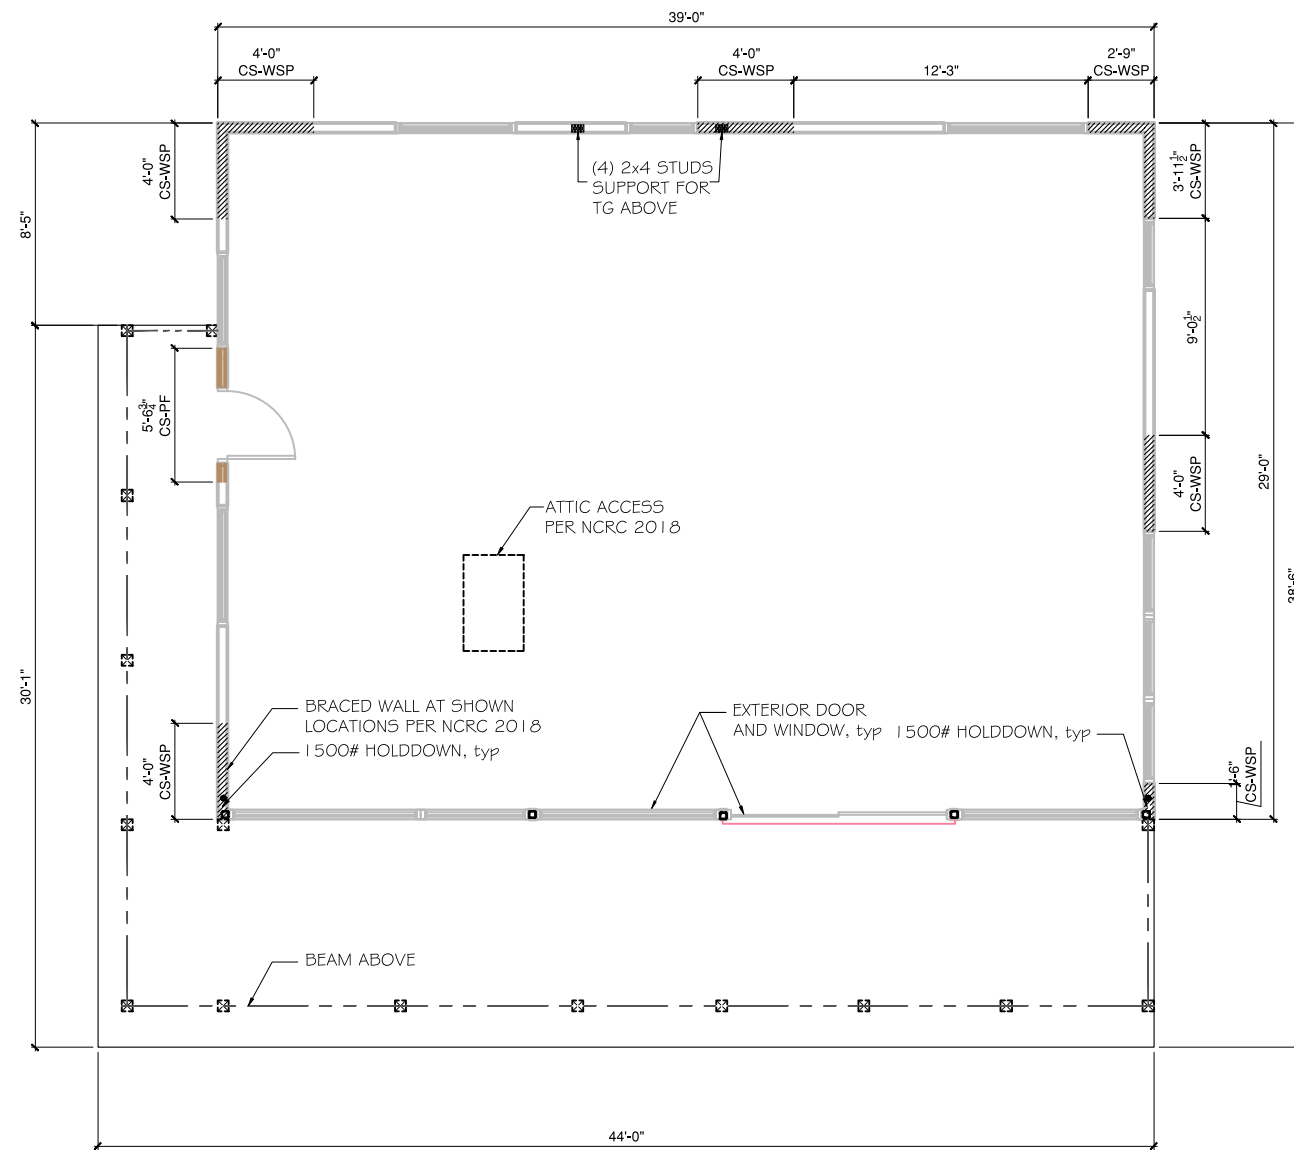 39'-0"
4'-0"
CS-WSP
4'-0"
CS-WSP
12'-3"
2'-9"
CS-WSP
4'-0"
CS-WSP
8'-5"
(4) 2x4 STUDS
SUPPORT FOR
TG ABOVE
3'-11½"
CS-WSP
9'-0½"
5'-6¾"
CS-PF
4'-0"
CS-WSP
29'-0"
38'-6"
ATTIC ACCESS
PER NCRC 2018
30'-1"
BRACED WALL AT SHOWN
LOCATIONS PER NCRC 2018
1500# HOLDDOWN, typ
EXTERIOR DOOR
AND WINDOW, typ
1500# HOLDDOWN, typ
4'-0"
CS-WSP
1'-6"
CS-WSP
BEAM ABOVE
44'-0"